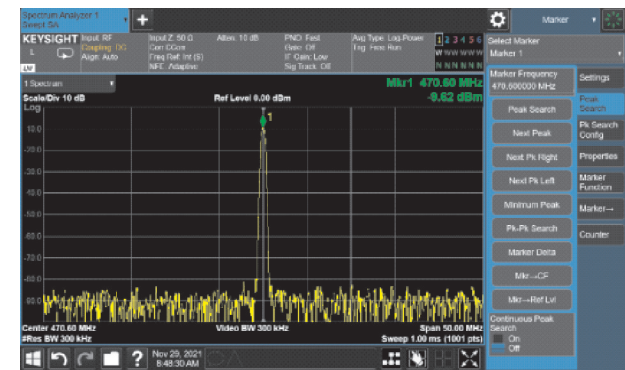 Spectrum Analyzer 1
Swept SA
+
Marker
KEYSIGHT
L
Input: RF
Coupling: DC
Align: Auto
Input Z: 50 Ω
Corr CCorr
Freq Ref: Int (S)
NFE: Adaptive
Atten: 10 dB
PNO: Fast
Gate: Off
IF Gain: Low
Sig Track: Off
Avg Type: Log-Power
Trig: Free Run
1 2 3 4 5 6
W W W W W W
N N N N N N
Select Marker
Marker 1
1 Spectrum
Scale/Div 10 dB
Log
Ref Level 0.00 dBm
Mkr1 470.60 MHz
-9.62 dBm
1
-10.0
-20.0
-30.0
-40.0
-50.0
-60.0
-70.0
-80.0
-90.0
Center 470.60 MHz
#Res BW 300 kHz
Video BW 300 kHz
Span 50.00 MHz
Sweep 1.00 ms (1001 pts)
Marker Frequency
470.600000 MHz
Peak Search
Next Peak
Next Pk Right
Next Pk Left
Minimum Peak
Pk-Pk Search
Marker Delta
Mkr→CF
Mkr→Ref Lvl
Continuous Peak
Search
On
Off
Settings
Peak
Search
Pk Search
Config
Properties
Marker
Function
Marker→
Counter
?
Nov 29, 2021
8:48:30 AM